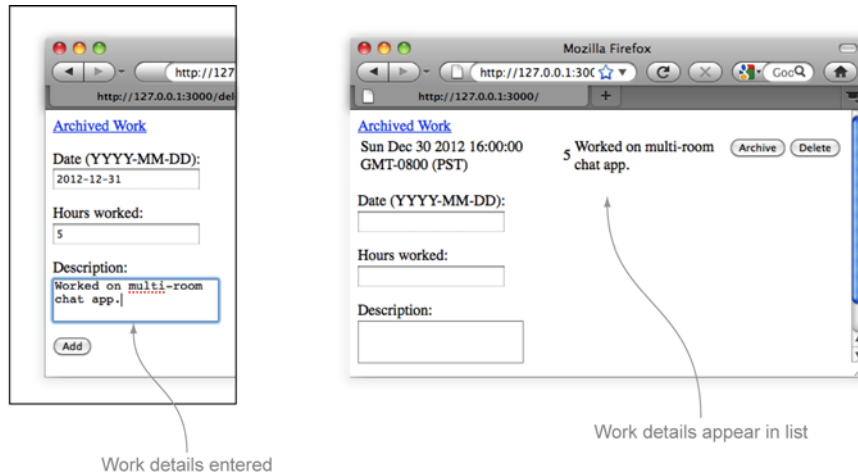 http://127
http://127.0.0.1:3000/del
Archived Work
Date (YYYY-MM-DD):
2012-12-31
Hours worked:
5
Description:
Worked on multi-room
chat app.
Add
Work details entered
Mozilla Firefox
http://127.0.0.1:300
Goo
http://127.0.0.1:3000/
Archived Work
Sun Dec 30 2012 16:00:00
GMT-0800 (PST)
5 Worked on multi-room
chat app.
Archive Delete
Date (YYYY-MM-DD):
Hours worked:
Description:
Work details appear in list